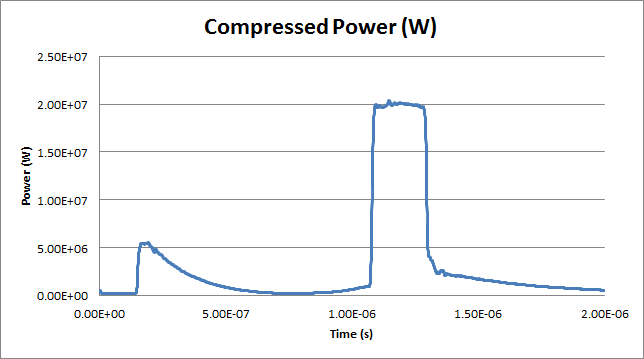 Compressed Power (W)
2.50E+07
2.00E+07
1.50E+07
1.00E+07
5.00E+06
0.00E+00
Power (W)
0.00E+00 5.00E-07 1.00E-06 1.50E-06 2.00E-06
Time (s)